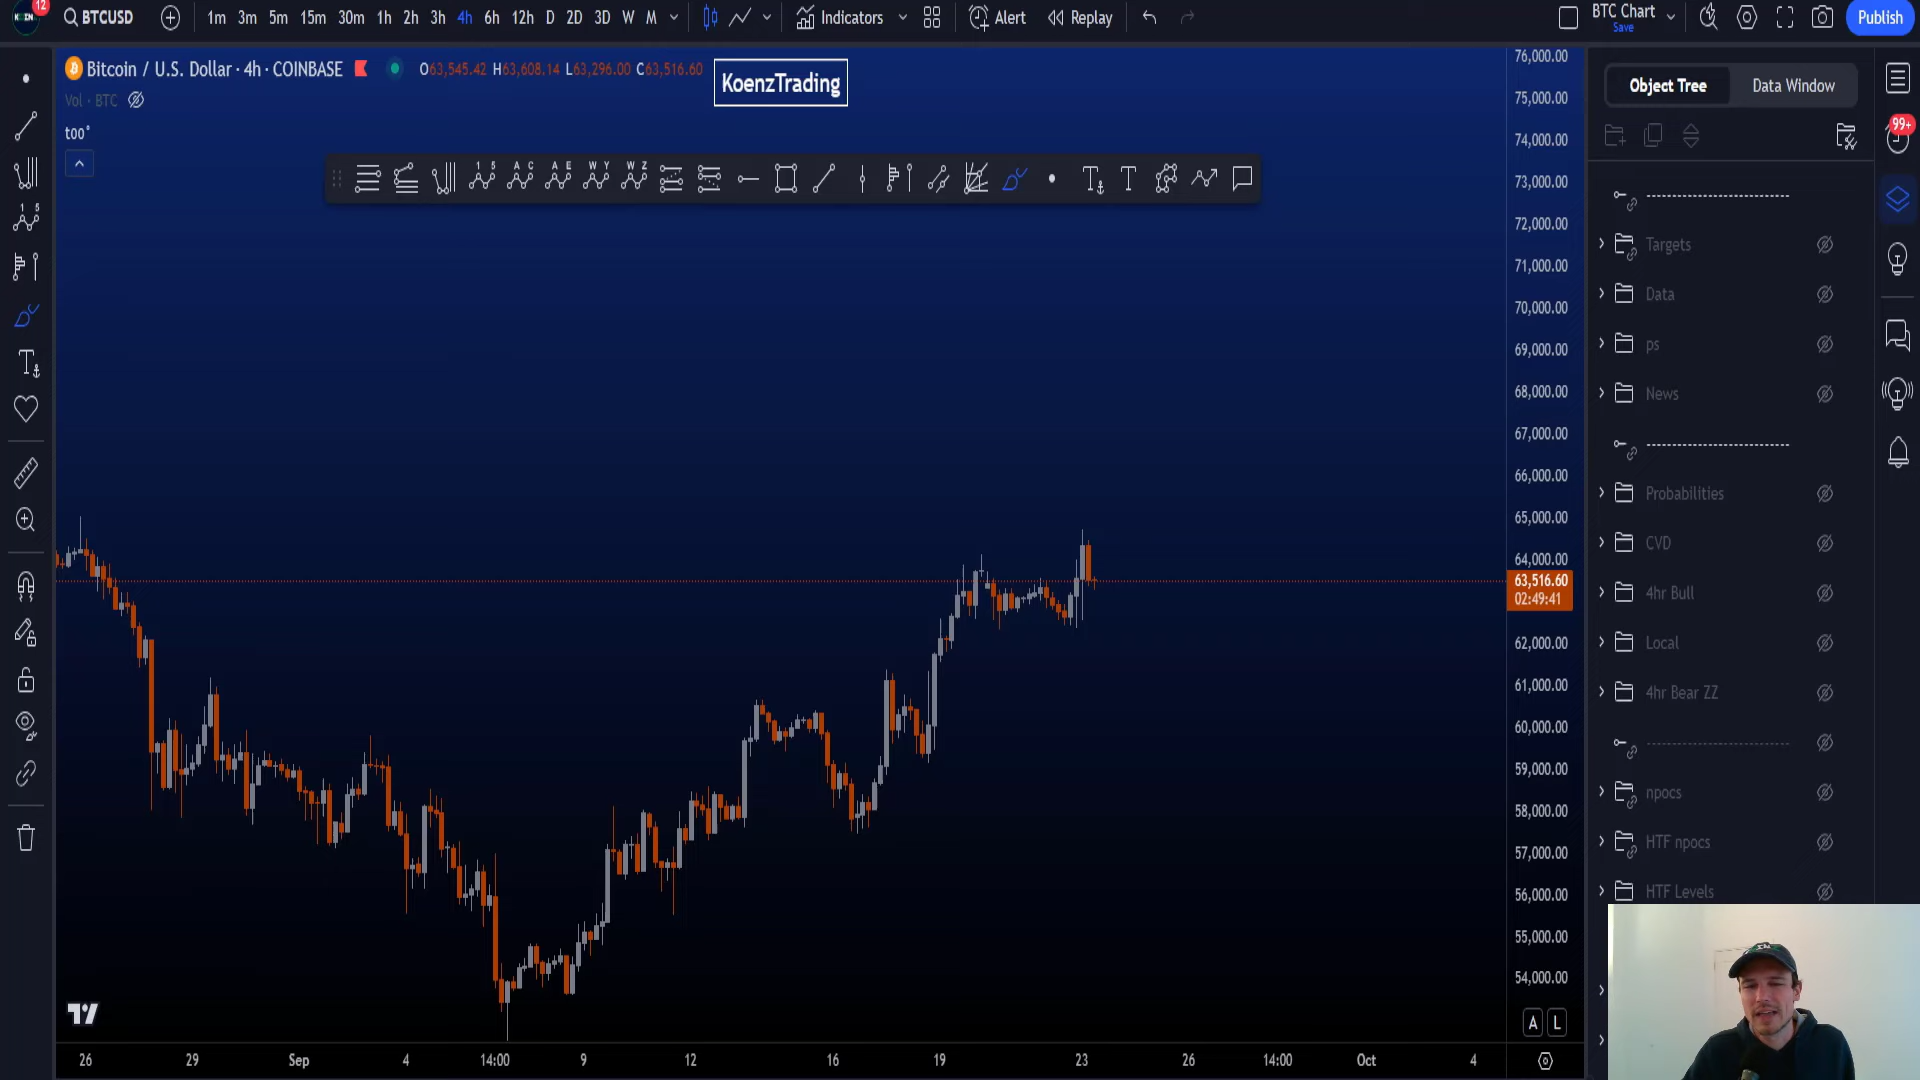 12
BTCUSD
1m 3m 5m 15m 30m 1h 2h 3h 4h 6h 12h D 2D 3D W M
Indicators
Alert
Replay
BTC Chart
Save
Publish
Bitcoin / U.S. Dollar · 4h · COINBASE
O63,545.42 H63,608.14 L63,296.00 C63,516.60
KoenzTrading
Vol · BTC
too°
1 5
A C
A E
W Y
W Z
1 5
Object Tree
Data Window
99+
Targets
Data
ps
News
Probabilities
CVD
4hr Bull
Local
4hr Bear ZZ
npocs
HTF npocs
HTF Levels
76,000.00
75,000.00
74,000.00
73,000.00
72,000.00
71,000.00
70,000.00
69,000.00
68,000.00
67,000.00
66,000.00
65,000.00
64,000.00
63,516.60
02:49:41
62,000.00
61,000.00
60,000.00
59,000.00
58,000.00
57,000.00
56,000.00
55,000.00
54,000.00
A L
26 29 Sep 4 14:00 9 12 16 19 23 26 14:00 Oct 4